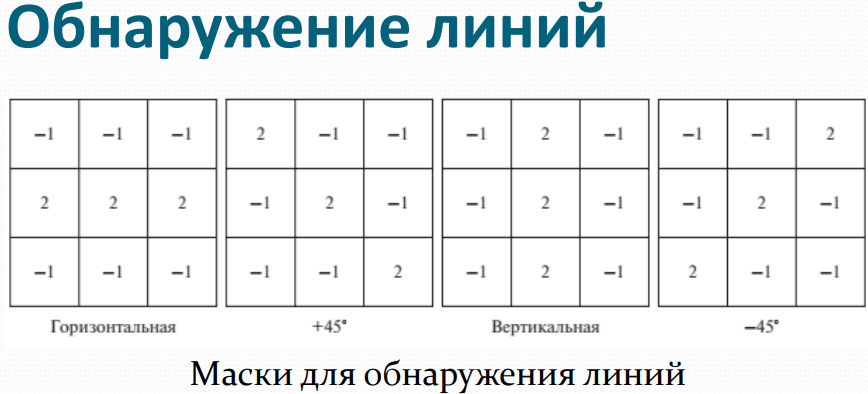 Обнаружение линий
−1 −1 −1 2 −1 −1 −1 2 −1 −1 −1 2
2 2 2 −1 2 −1 −1 2 −1 −1 2 −1
−1 −1 −1 −1 −1 2 −1 2 −1 2 −1 −1
Горизонтальная +45° Вертикальная −45°
Маски для обнаружения линий